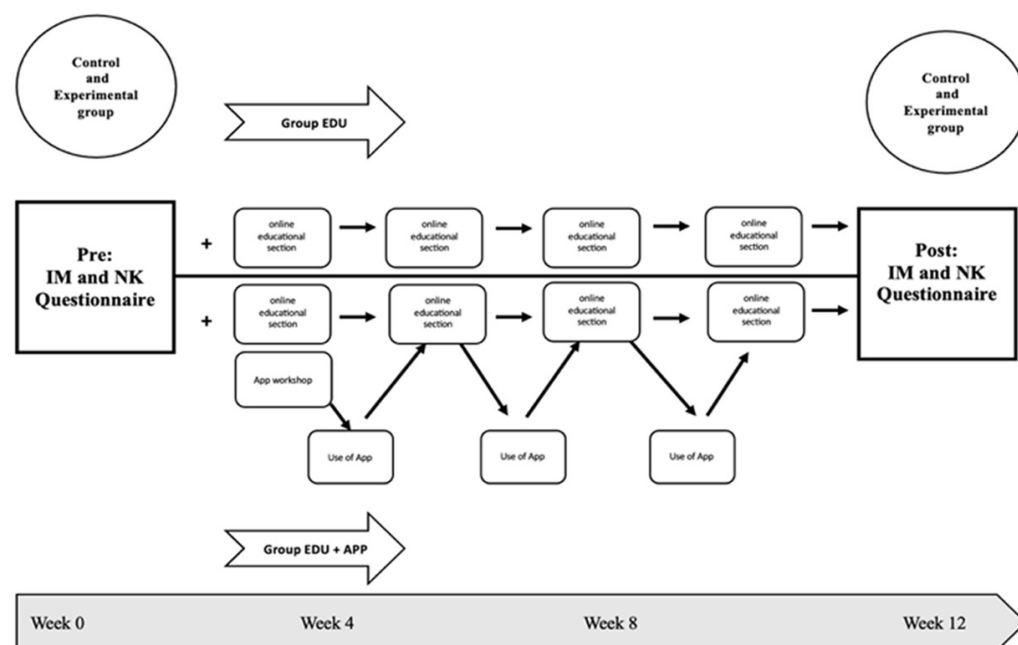 Control
and
Experimental
group
Control
and
Experimental
group
Group EDU
Pre:
IM and NK
Questionnaire
+
online
educational
section
online
educational
section
online
educational
section
online
educational
section
Post:
IM and NK
Questionnaire
+
online
educational
section
online
educational
section
online
educational
section
online
educational
section
App workshop
Use of App
Use of App
Use of App
Group EDU + APP
Week 0
Week 4
Week 8
Week 12